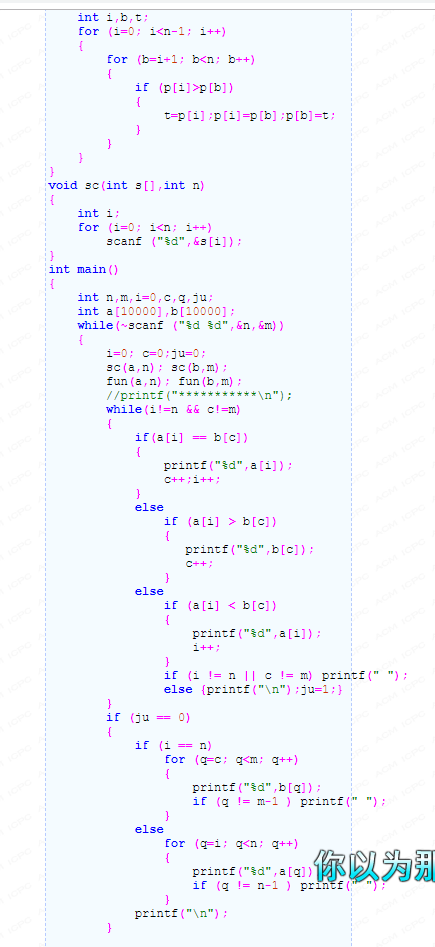 int i,b,t;
for (i=0; i<n-1; i++)
{
for (b=i+1; b<n; b++)
{
if (p[i]>p[b])
{
t=p[i];p[i]=p[b];p[b]=t;
}
}
}
}
void sc(int s[],int n)
{
int i;
for (i=0; i<n; i++)
scanf ("%d",&s[i]);
}
int main()
{
int n,m,i=0,c,q,ju;
int a[10000],b[10000];
while(~scanf ("%d %d",&n,&m))
{
i=0; c=0;ju=0;
sc(a,n); sc(b,m);
fun(a,n); fun(b,m);
//printf("***********\n");
while(i!=n && c!=m)
{
if(a[i] == b[c])
{
printf("%d",a[i]);
c++;i++;
}
else
if (a[i] > b[c])
{
printf("%d",b[c]);
c++;
}
else
if (a[i] < b[c])
{
printf("%d",a[i]);
i++;
}
if (i != n || c != m) printf(" ");
else {printf("\n");ju=1;}
}
if (ju == 0)
{
if (i == n)
for (q=c; q<m; q++)
{
printf("%d",b[q]);
if (q != m-1 ) printf(" ");
}
else
for (q=i; q<n; q++)
{
printf("%d",a[q])
你以为那
if (q != n-1 ) printf(" ");
}
printf("\n");
}